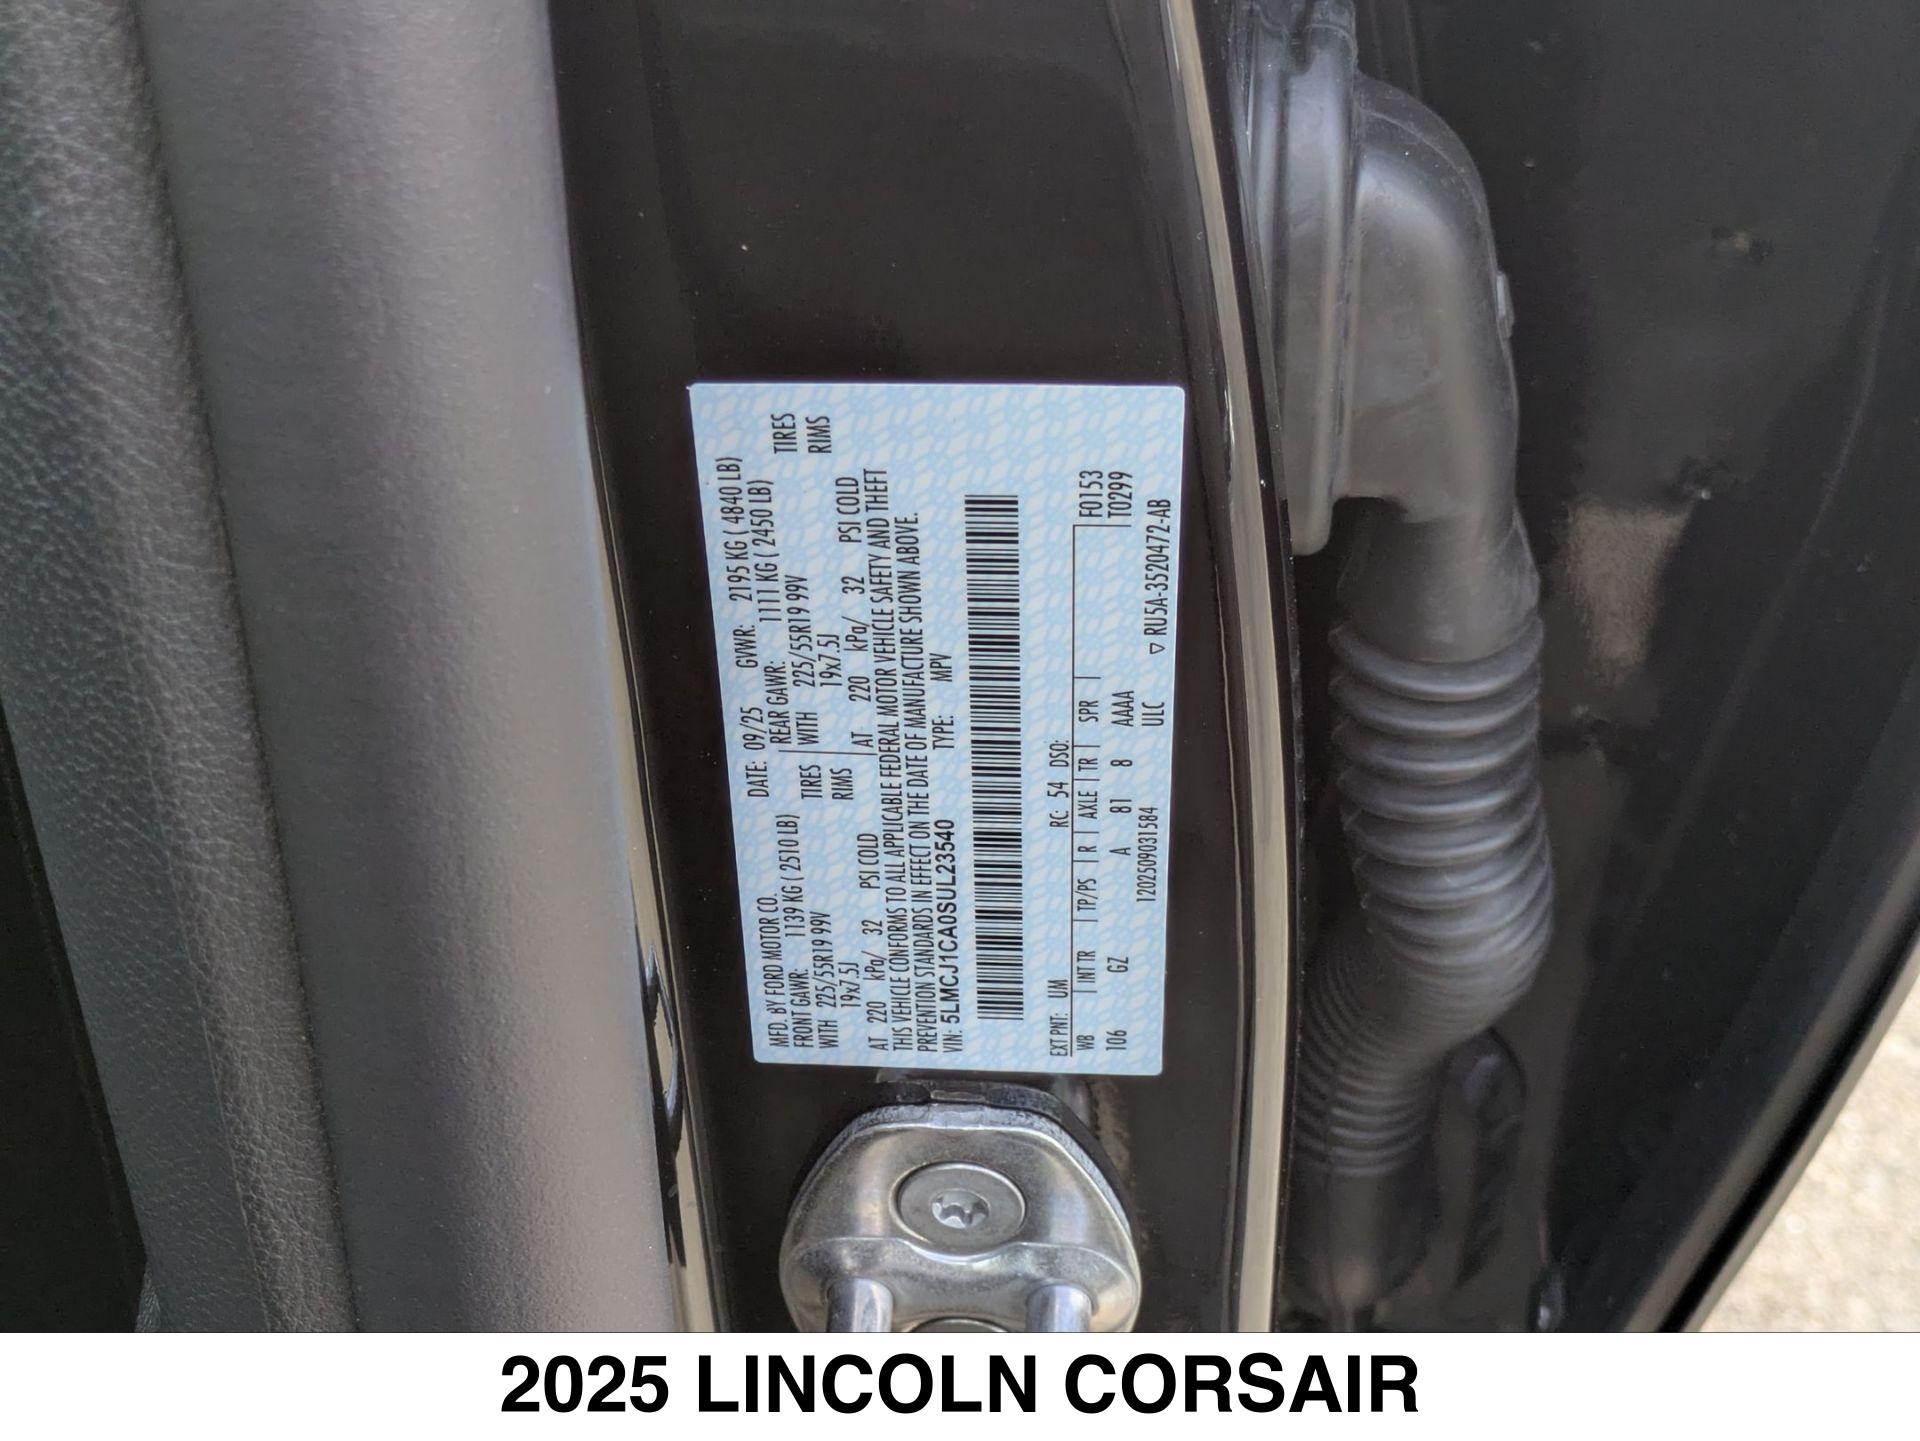 MFD. BY FORD MOTOR CO. DATE: 09/25 GVWR: 2195 KG ( 4840 LB)
FRONT GAWR: 1139 KG ( 2510 LB) REAR GAWR: 1111 KG ( 2450 LB)
WITH 225/55R19 99V TIRES WITH 225/55R19 99V TIRES
19x7.5J RIMS 19x7.5J RIMS
AT 220 kPa/ 32 PSI COLD AT 220 kPa/ 32 PSI COLD
THIS VEHICLE CONFORMS TO ALL APPLICABLE FEDERAL MOTOR VEHICLE SAFETY AND THEFT
PREVENTION STANDARDS IN EFFECT ON THE DATE OF MANUFACTURE SHOWN ABOVE.
VIN: 5LMCJ1CA0SUL23540 TYPE: MPV
EXT PNT: UM RC: 54 DSO:
WB INT TR TP/PS R AXLE TR SPR F0153
106 GZ A 81 8 AAAA T0299
1202509031584 ULC ▽ RU5A-3520472-AB
2025 LINCOLN CORSAIR